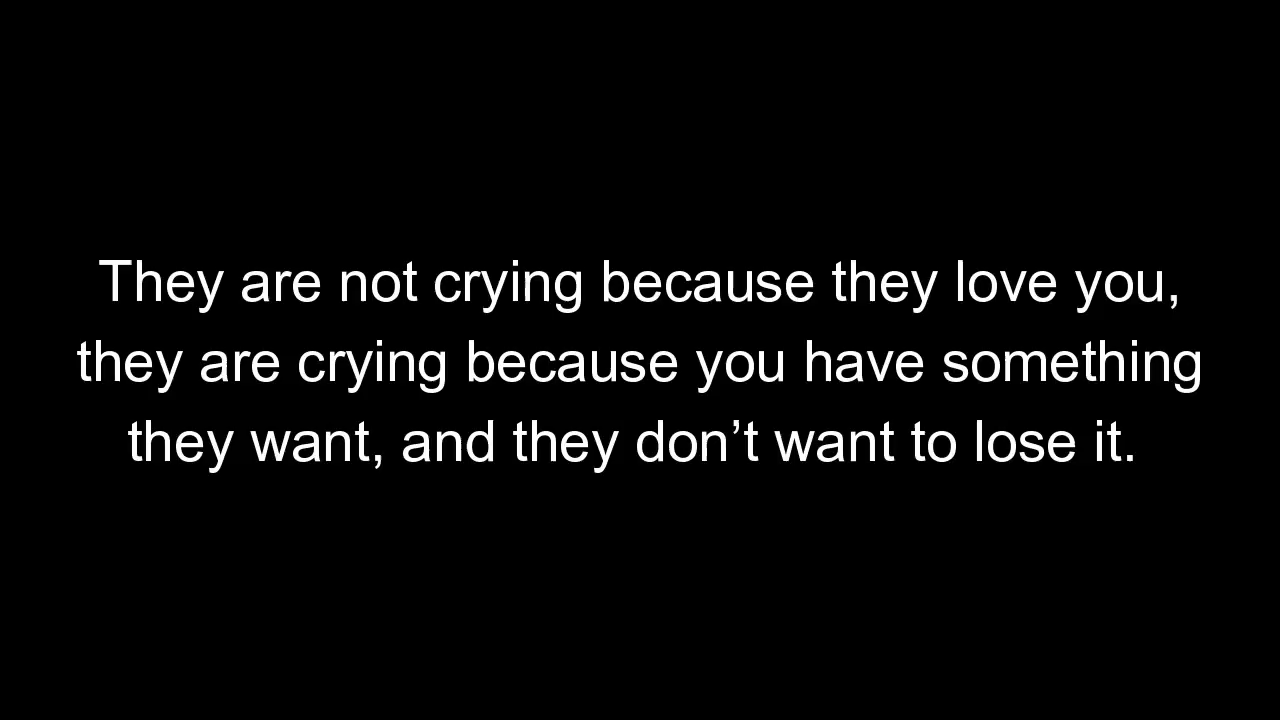 They are not crying because they love you,
they are crying because you have something
they want, and they don’t want to lose it.